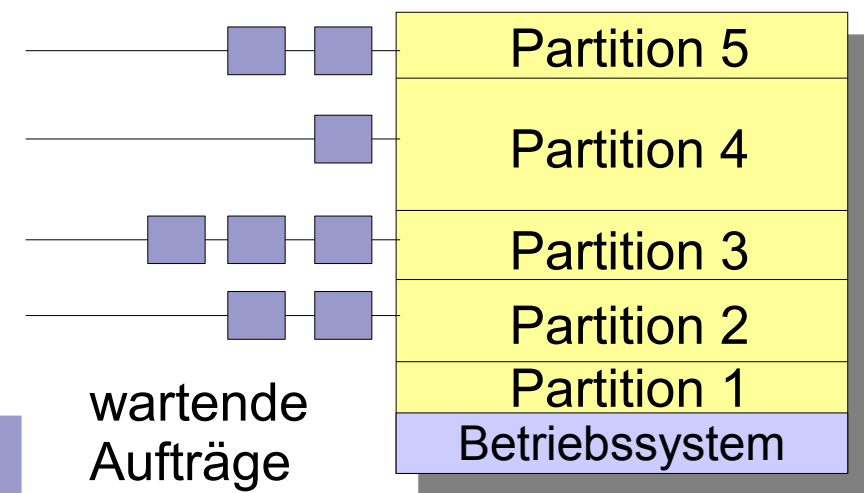 Partition 5
Partition 4
Partition 3
Partition 2
Partition 1
Betriebssystem
wartende
Aufträge